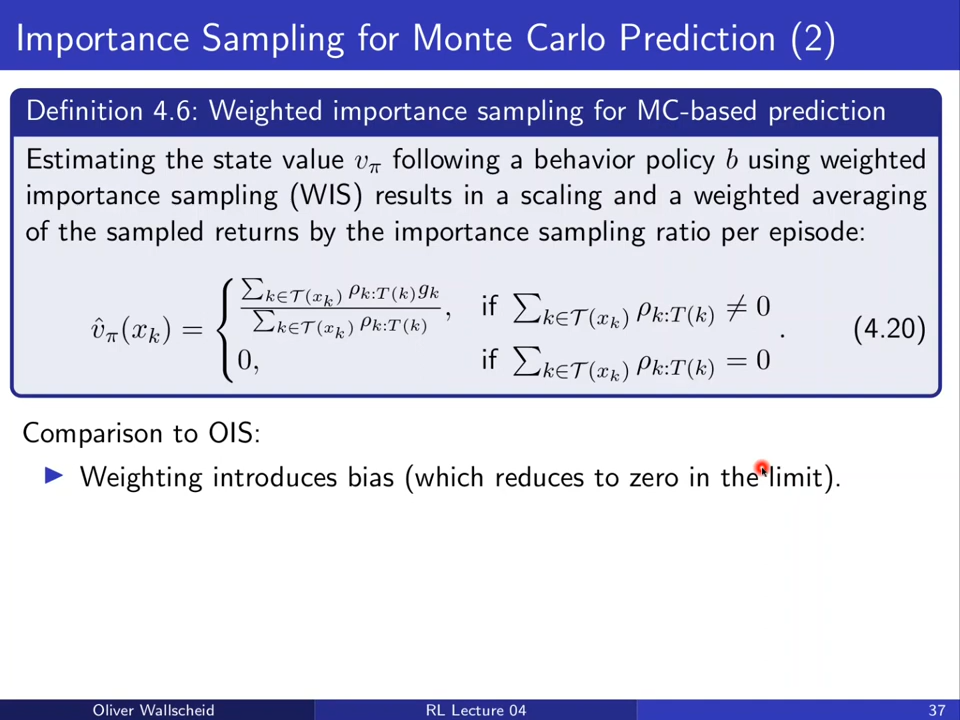 Importance Sampling for Monte Carlo Prediction (2)
Definition 4.6: Weighted importance sampling for MC-based prediction
Estimating the state value v_π following a behavior policy b using weighted
importance sampling (WIS) results in a scaling and a weighted averaging
of the sampled returns by the importance sampling ratio per episode:
v̂_π(x_k) = { \frac{∑_{k∈𝒯(x_k)} ρ_{k:T(k)} g_k}{∑_{k∈𝒯(x_k)} ρ_{k:T(k)}}, if ∑_{k∈𝒯(x_k)} ρ_{k:T(k)} ≠ 0
0, if ∑_{k∈𝒯(x_k)} ρ_{k:T(k)} = 0 . (4.20)
Comparison to OIS:
▶ Weighting introduces bias (which reduces to zero in the limit).
Oliver Wallscheid RL Lecture 04 37